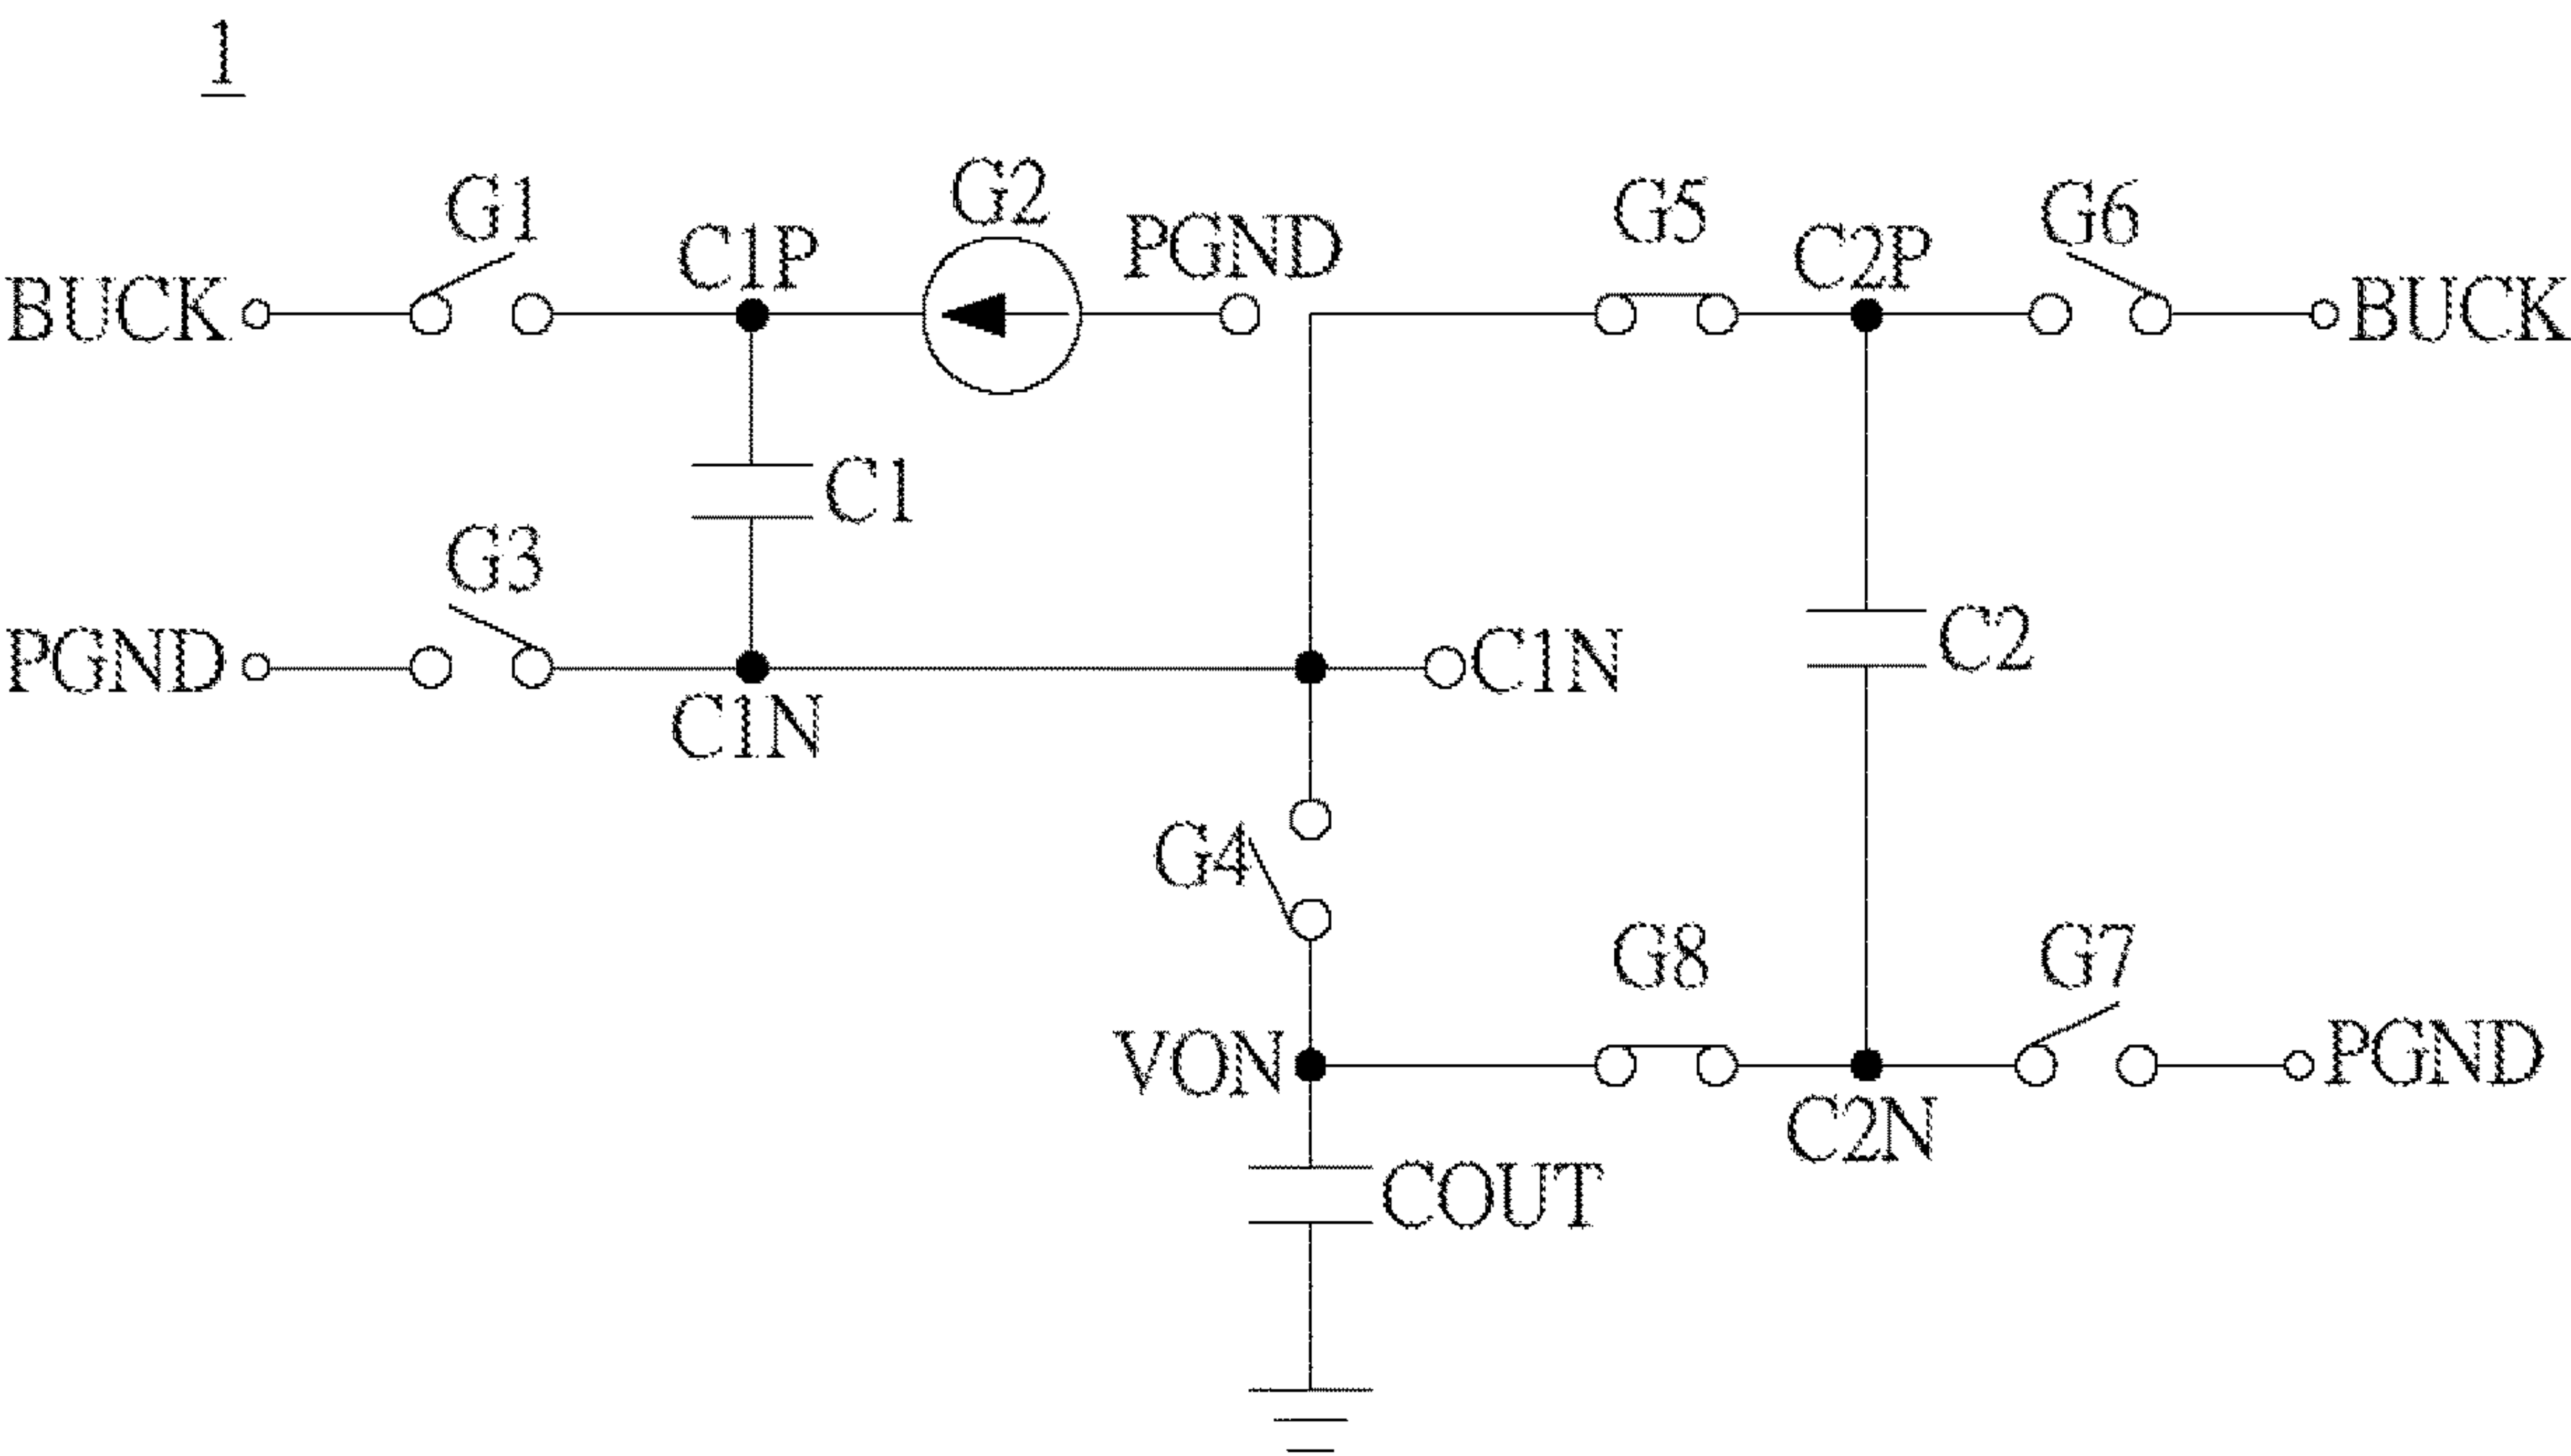 1
G1
G2
G5
G6
C1P
PGND
C2P
BUCK
BUCK
C1
G3
PGND
C1N
C2
C1N
G4
G8
G7
VON
PGND
C2N
COUT